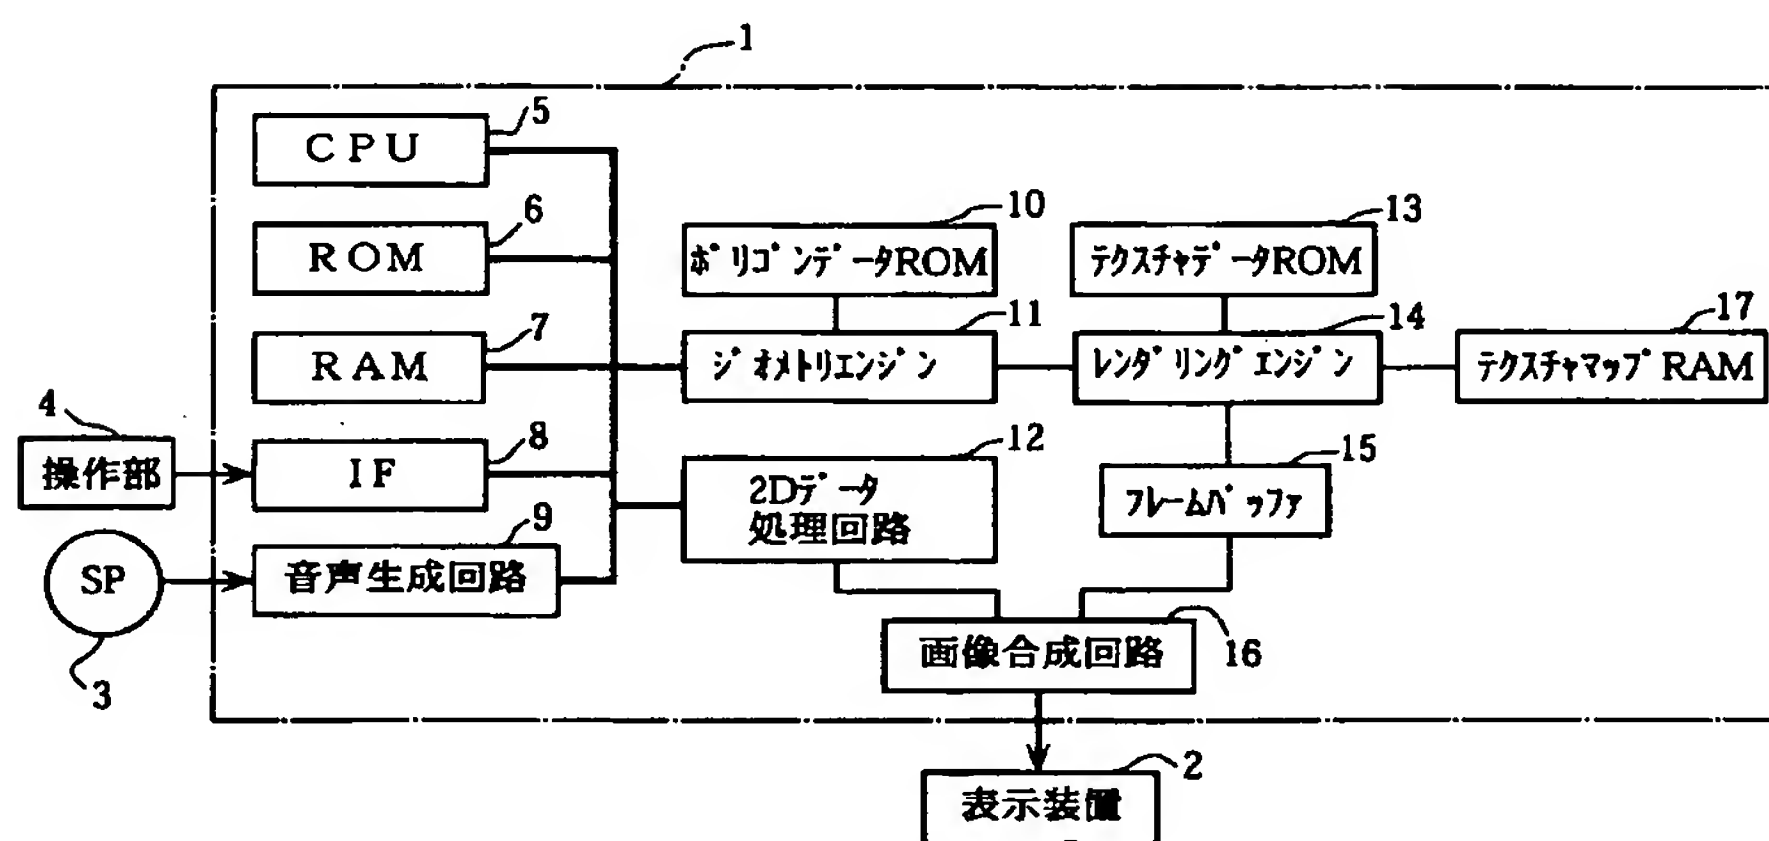 1
CPU
5
ROM
6
RAM
7
4
操作部
IF
8
SP
3
音声生成回路
9
ポリゴンデータROM
10
ジオメトリエンジン
11
2Dデータ
処理回路
12
テクスチャデータROM
13
レンダリングエンジン
14
フレームバッファ
15
テクスチャマップRAM
17
画像合成回路
16
表示装置
2